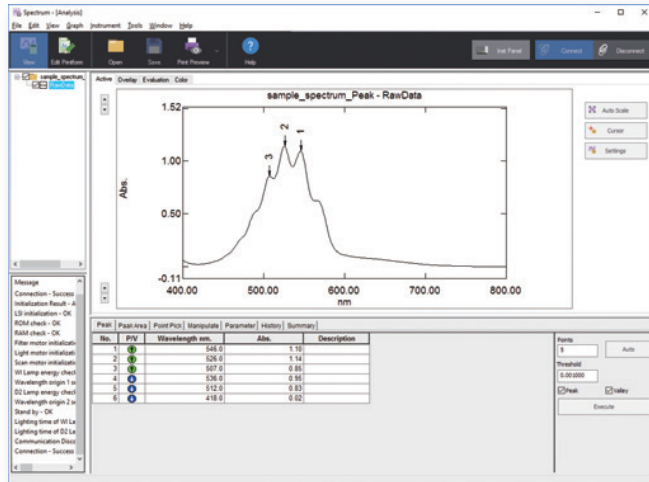 Spectrum - [Analysis]
File Edit View Graph Instrument Tools Window Help
View Edit Printform Open Save Print Preview Help Init Panel Connect Disconnect
sample_spectrum_
RawData
Active Overlay Evaluation Color
sample_spectrum_Peak - RawData
1.52
1.00
0.50
-0.11
Abs.
3 2 1
400.00 500.00 600.00 700.00 800.00
nm
Auto Scale
Cursor
Settings
Message
Connection - Success
Initialization Result - A
LSI initialization - OK
ROM check - OK
RAM check - OK
Filter motor initializati
Light motor initializati
Scan motor initializatio
WI Lamp energy check
Wavelength origin 1 se
D2 Lamp energy check
Wavelength origin 2 se
Stand by - OK
Lighting time of WI La
Lighting time of D2 La
Communication Disco
Connection - Success
Peak Peak Area Point Pick Manipulate Parameter History Summary
No. P/V Wavelength nm. Abs. Description
1 546.0 1.10
2 526.0 1.14
3 507.0 0.85
4 536.0 0.95
5 512.0 0.83
6 418.0 0.02
Points
5 Auto
Threshold
0.001000
Peak Valley
Execute